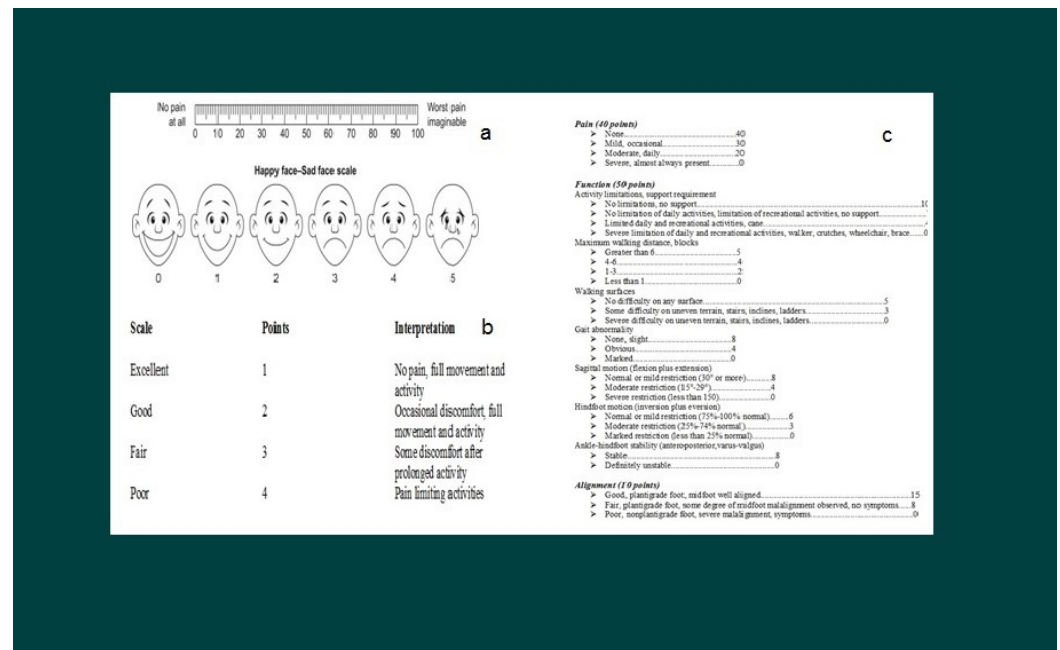 No pain
at all
Worst pain
imaginable
0 10 20 30 40 50 60 70 80 90 100
a
Happy face–Sad face scale
0 1 2 3 4 5
Scale Points Interpretation b
Excellent 1 No pain, full movement and
activity
Good 2 Occasional discomfort, full
movement and activity
Fair 3 Some discomfort after
prolonged activity
Poor 4 Pain limiting activities
c
Pain (40 points)
➢ None...40
➢ Mild, occasional...30
➢ Moderate, daily...20
➢ Severe, almost always present...0
Function (50 points)
Activity limitations, support requirement
➢ No limitations, no support...
➢ No limitation of daily activities, limitation of recreational activities, no support...
➢ Limited daily and recreational activities, cane...
➢ Severe limitation of daily and recreational activities, walker, crutches, wheelchair, brace...0
Maximum walking distance, blocks
➢ Greater than 6...5
➢ 4-6...4
➢ 1-3...2
➢ Less than 1...0
Walking surfaces
➢ No difficulty on any surface...5
➢ Some difficulty on uneven terrain, stairs, inclines, ladders...3
➢ Severe difficulty on uneven terrain, stairs, inclines, ladders...0
Gait abnormality
➢ None, slight...8
➢ Obvious...4
➢ Marked...0
Sagittal motion (flexion plus extension)
➢ Normal or mild restriction (30° or more)...8
➢ Moderate restriction (15°-29°)...4
➢ Severe restriction (less than 150)...0
Hindfoot motion (inversion plus eversion)
➢ Normal or mild restriction (75%-100% normal)...6
➢ Moderate restriction (25%-74% normal)...3
➢ Marked restriction (less than 25% normal)...0
Ankle-hindfoot stability (anteroposterior, varus-valgus)
➢ Stable...8
➢ Definitely unstable...0
Alignment (10 points)
➢ Good, plantigrade foot, midfoot well aligned...15
➢ Fair, plantigrade foot, some degree of midfoot malalignment observed, no symptoms...8
➢ Poor, nonplantigrade foot, severe malalignment, symptoms...0